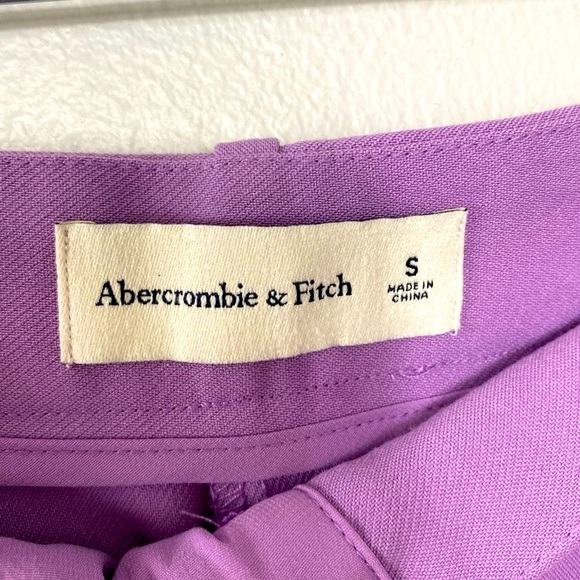 Abercrombie & Fitch
S
MADE IN
CHINA